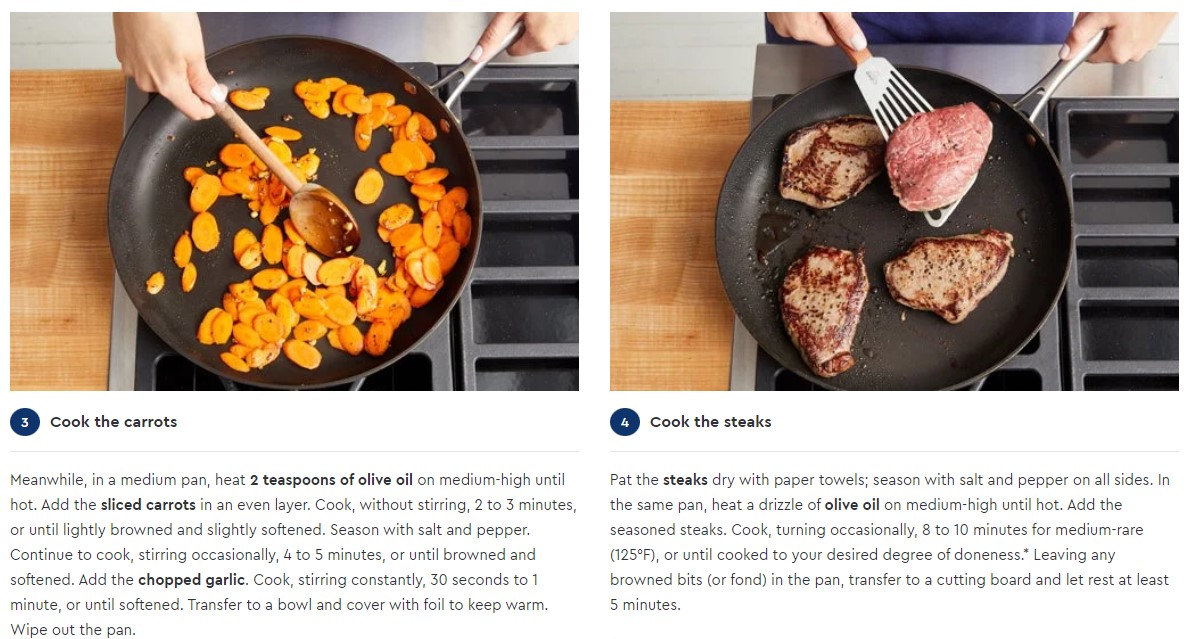 3 Cook the carrots
Meanwhile, in a medium pan, heat 2 teaspoons of olive oil on medium-high until
hot. Add the sliced carrots in an even layer. Cook, without stirring, 2 to 3 minutes,
or until lightly browned and slightly softened. Season with salt and pepper.
Continue to cook, stirring occasionally, 4 to 5 minutes, or until browned and
softened. Add the chopped garlic. Cook, stirring constantly, 30 seconds to 1
minute, or until softened. Transfer to a bowl and cover with foil to keep warm.
Wipe out the pan.
4 Cook the steaks
Pat the steaks dry with paper towels; season with salt and pepper on all sides. In
the same pan, heat a drizzle of olive oil on medium-high until hot. Add the
seasoned steaks. Cook, turning occasionally, 8 to 10 minutes for medium-rare
(125°F), or until cooked to your desired degree of doneness.* Leaving any
browned bits (or fond) in the pan, transfer to a cutting board and let rest at least
5 minutes.